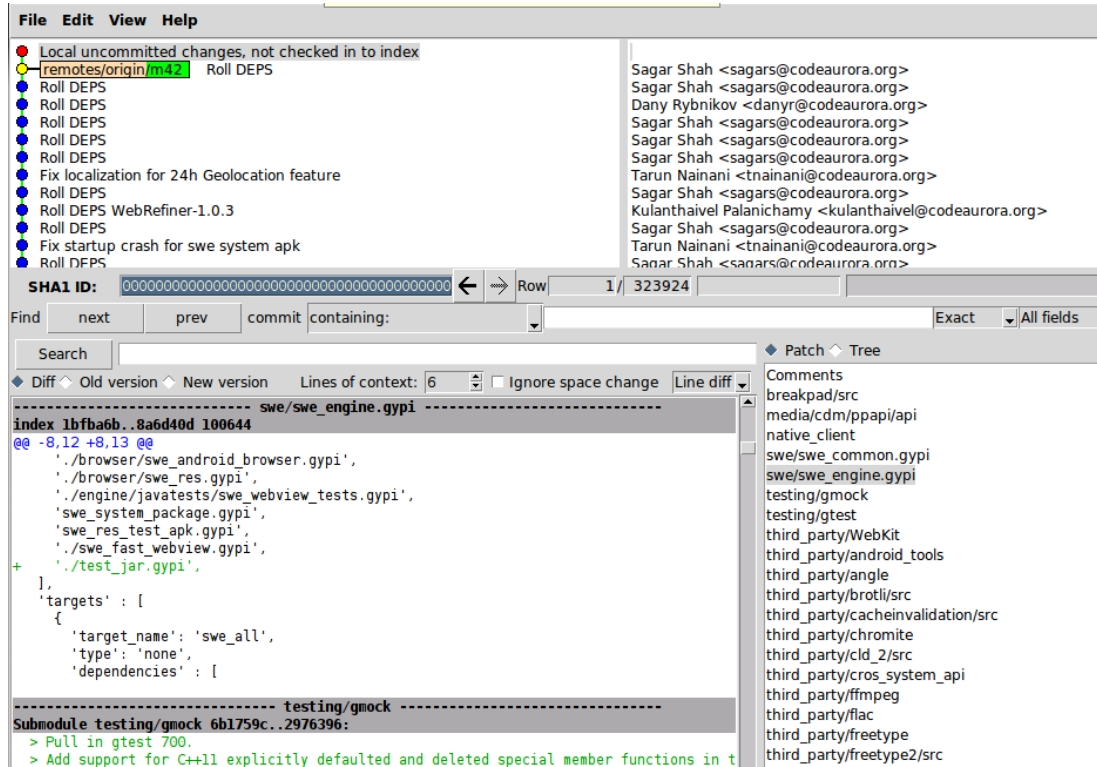 File Edit View Help
Local uncommitted changes, not checked in to index
remotes/origin/m42 Roll DEPS Sagar Shah <sagars@codeaurora.org>
Roll DEPS Sagar Shah <sagars@codeaurora.org>
Roll DEPS Dany Rybnikov <danyr@codeaurora.org>
Roll DEPS Sagar Shah <sagars@codeaurora.org>
Roll DEPS Sagar Shah <sagars@codeaurora.org>
Roll DEPS Sagar Shah <sagars@codeaurora.org>
Fix localization for 24h Geolocation feature Tarun Nainani <tnainani@codeaurora.org>
Roll DEPS Sagar Shah <sagars@codeaurora.org>
Roll DEPS WebRefiner-1.0.3 Kulanthaivel Palanichamy <kulanthaivel@codeaurora.org>
Roll DEPS Sagar Shah <sagars@codeaurora.org>
Fix startup crash for swe system apk Tarun Nainani <tnainani@codeaurora.org>
Roll DEPS Sagar Shah <sagars@codeaurora.org>
SHA1 ID: 0000000000000000000000000000000000000000 Row 1/ 323924
Find next prev commit containing: Exact All fields
Search
Diff Old version New version Lines of context: 6 Ignore space change Line diff
---------------------------- swe/swe_engine.gypi ----------------------------
index 1bfba6b..8a6d40d 100644
@@ -8,12 +8,13 @@
'./browser/swe_android_browser.gypi',
'./browser/swe_res.gypi',
'./engine/javatests/swe_webview_tests.gypi',
'swe_system_package.gypi',
'swe_res_test_apk.gypi',
'./swe_fast_webview.gypi',
+ './test_jar.gypi',
],
'targets' : [
{
'target_name': 'swe_all',
'type': 'none',
'dependencies' : [
------------------------------- testing/gmock -------------------------------
Submodule testing/gmock 6b1759c..2976396:
> Pull in gtest 700.
> Add support for C++11 explicitly defaulted and deleted special member functions in t
Patch Tree
Comments
breakpad/src
media/cdm/ppapi/api
native_client
swe/swe_common.gypi
swe/swe_engine.gypi
testing/gmock
testing/gtest
third_party/WebKit
third_party/android_tools
third_party/angle
third_party/brotli/src
third_party/cacheinvalidation/src
third_party/chromite
third_party/cld_2/src
third_party/cros_system_api
third_party/ffmpeg
third_party/flac
third_party/freetype
third_party/freetype2/src